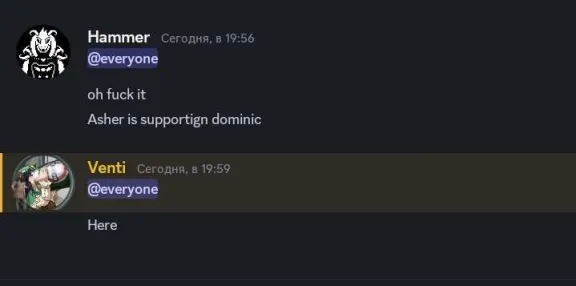 Hammer Сегодня, в 19:56
@everyone
oh fuck it
Asher is supportign dominic
Venti Сегодня, в 19:59
@everyone
Here